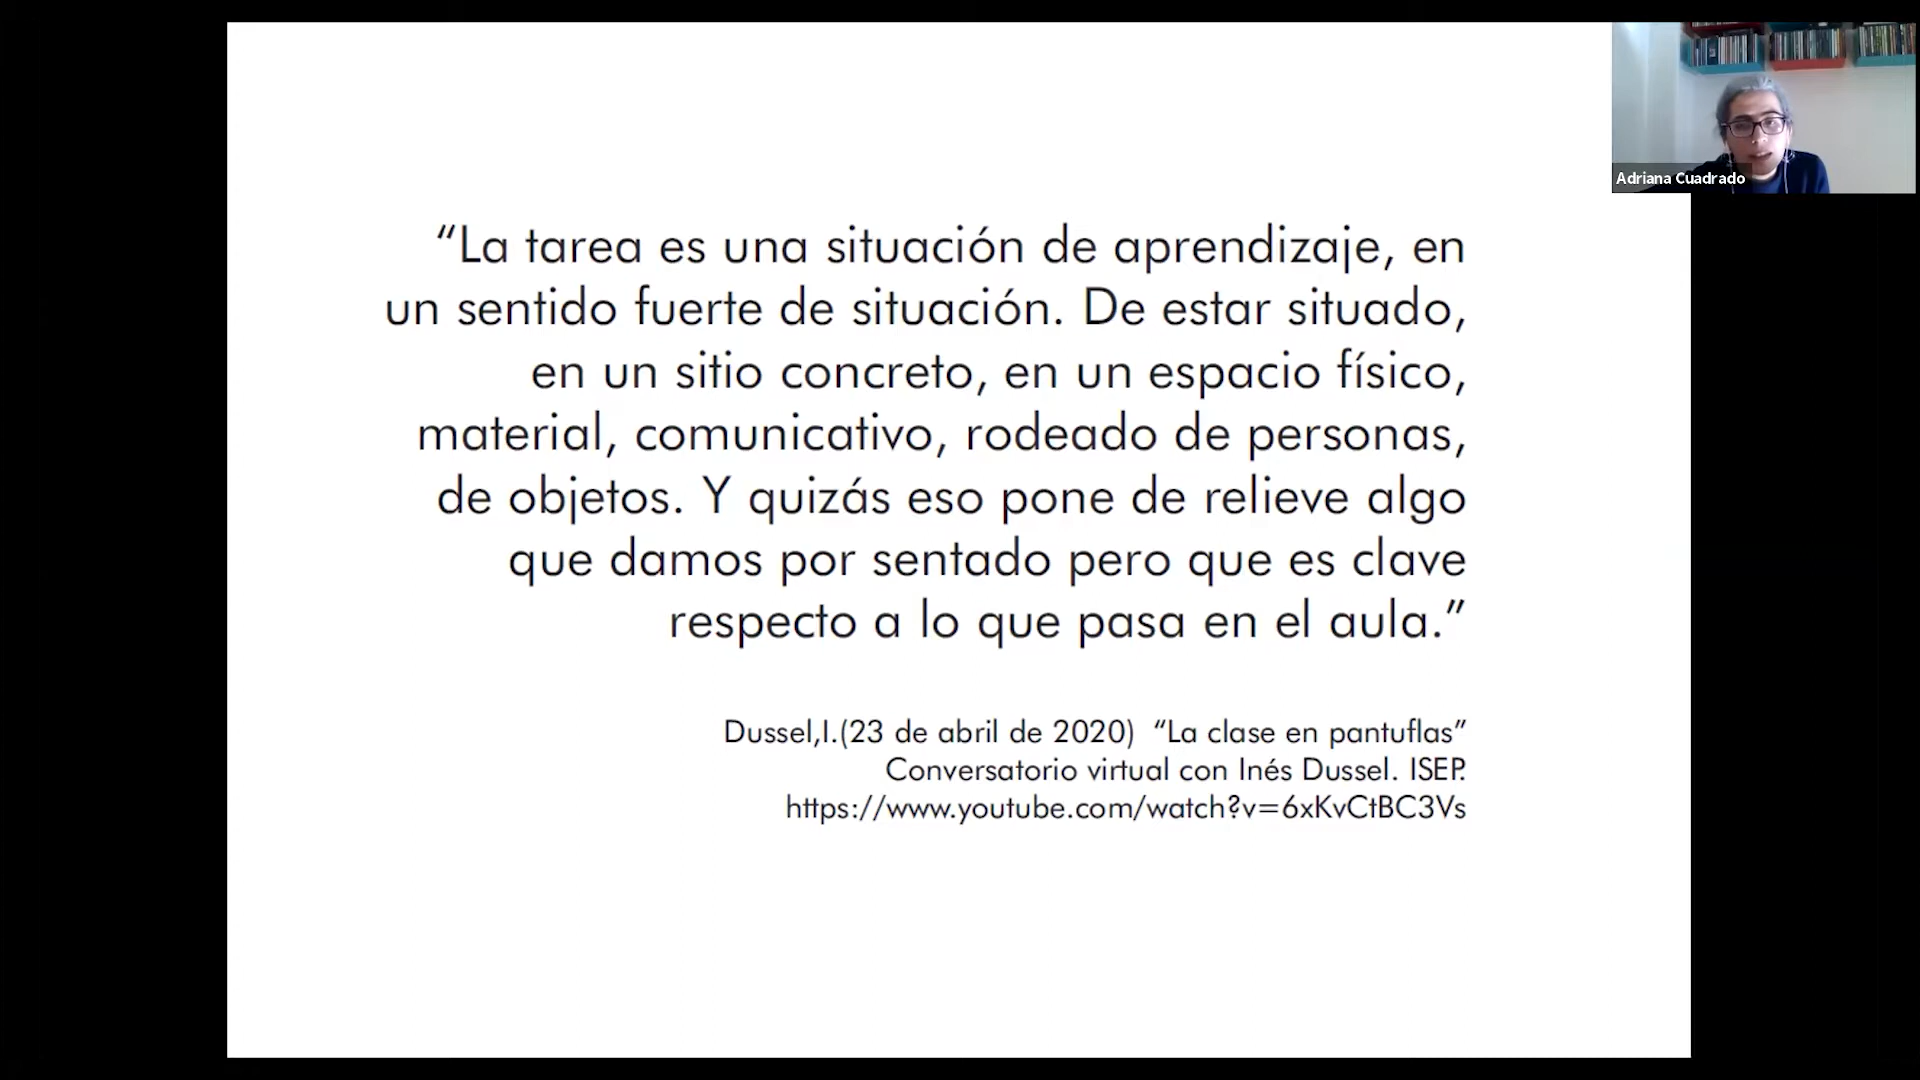 Adriana Cuadrado
“La tarea es una situación de aprendizaje, en
un sentido fuerte de situación. De estar situado,
en un sitio concreto, en un espacio físico,
material, comunicativo, rodeado de personas,
de objetos. Y quizás eso pone de relieve algo
que damos por sentado pero que es clave
respecto a lo que pasa en el aula.”
Dussel,I.(23 de abril de 2020) “La clase en pantuflas”
Conversatorio virtual con Inés Dussel. ISEP.
https://www.youtube.com/watch?v=6xKvCtBC3Vs